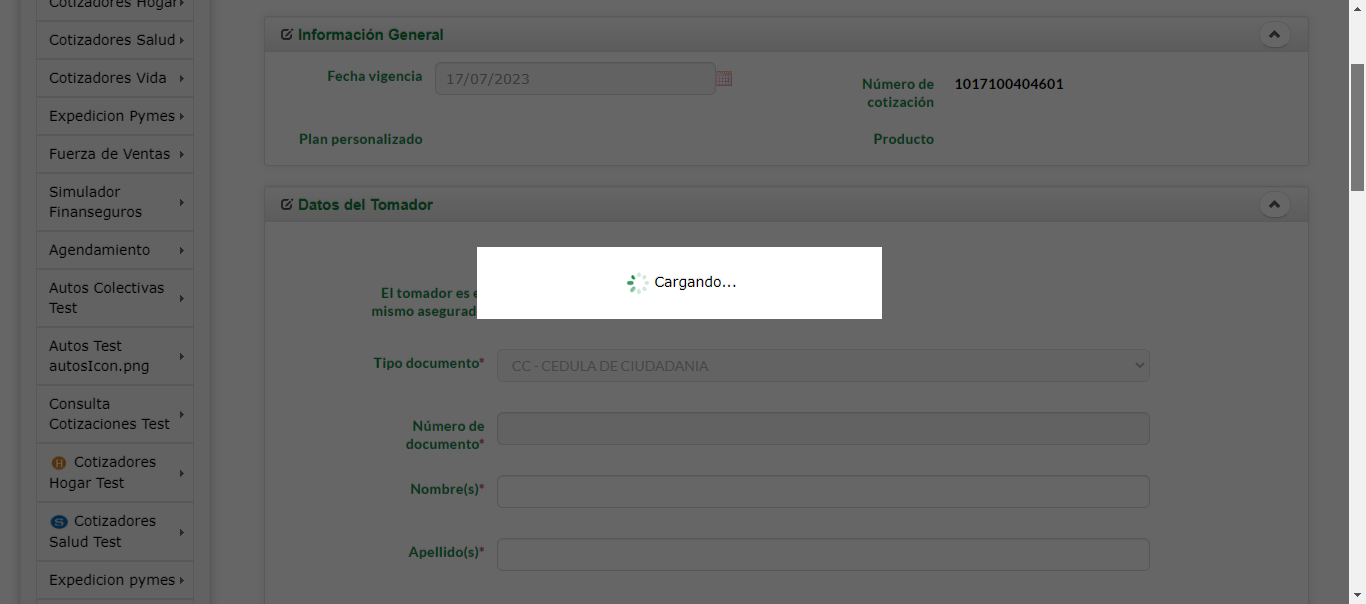 Cotizadores Hogar
Cotizadores Salud
Cotizadores Vida
Expedicion Pymes
Fuerza de Ventas
Simulador
Finanseguros
Agendamiento
Autos Colectivas
Test
Autos Test
autosIcon.png
Consulta
Cotizaciones Test
H Cotizadores
Hogar Test
S Cotizadores
Salud Test
Expedicion pymes
Información General
Fecha vigencia 17/07/2023
Número de
cotización
1017100404601
Plan personalizado
Producto
Datos del Tomador
Cargando...
El tomador es e
mismo asegurad
Tipo documento* CC - CEDULA DE CIUDADANIA
Número de
documento*
Nombre(s)*
Apellido(s)*